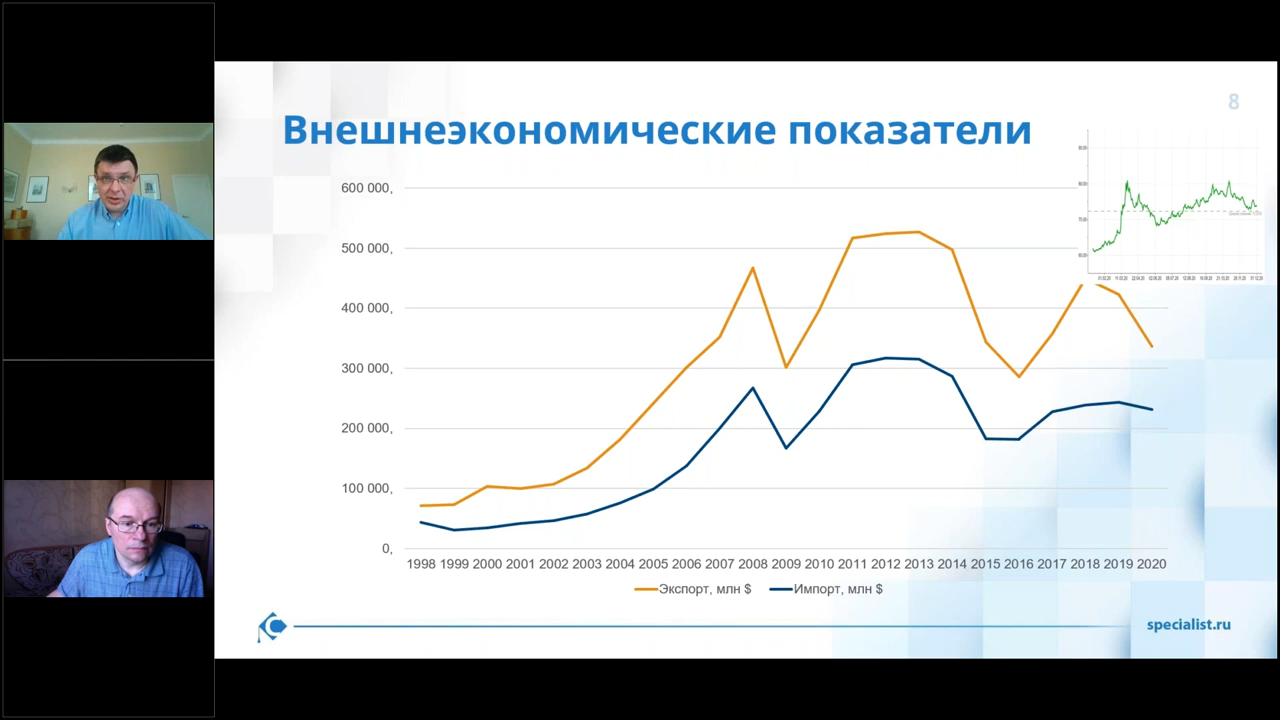 8
Внешнеэкономические показатели
600 000,
500 000,
400 000,
300 000,
200 000,
100 000,
0,
1998 1999 2000 2001 2002 2003 2004 2005 2006 2007 2008 2009 2010 2011 2012 2013 2014 2015 2016 2017 2018 2019 2020
Экспорт, млн $ Импорт, млн $
specialist.ru